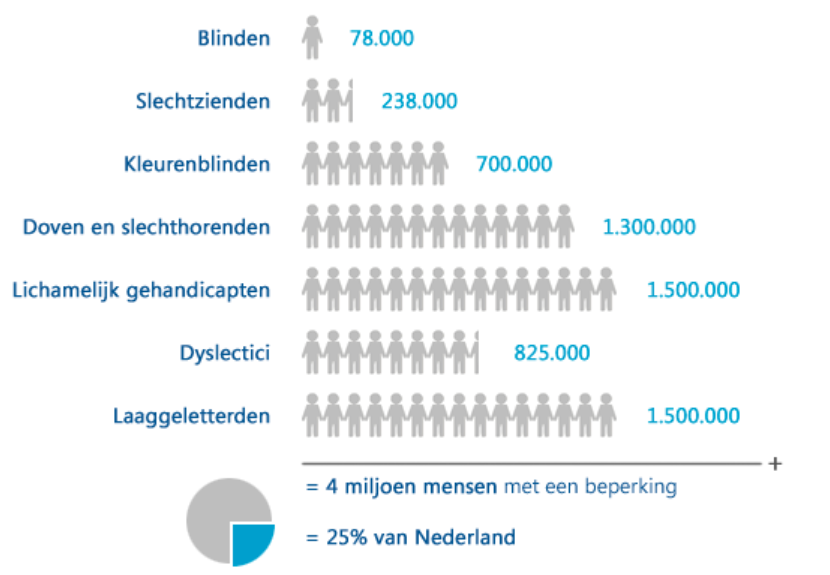 Blinden 78.000
Slechtzienden 238.000
Kleurenblinden 700.000
Doven en slechthorenden 1.300.000
Lichamelijk gehandicapten 1.500.000
Dyslectici 825.000
Laaggeletterden 1.500.000
+
= 4 miljoen mensen met een beperking
= 25% van Nederland